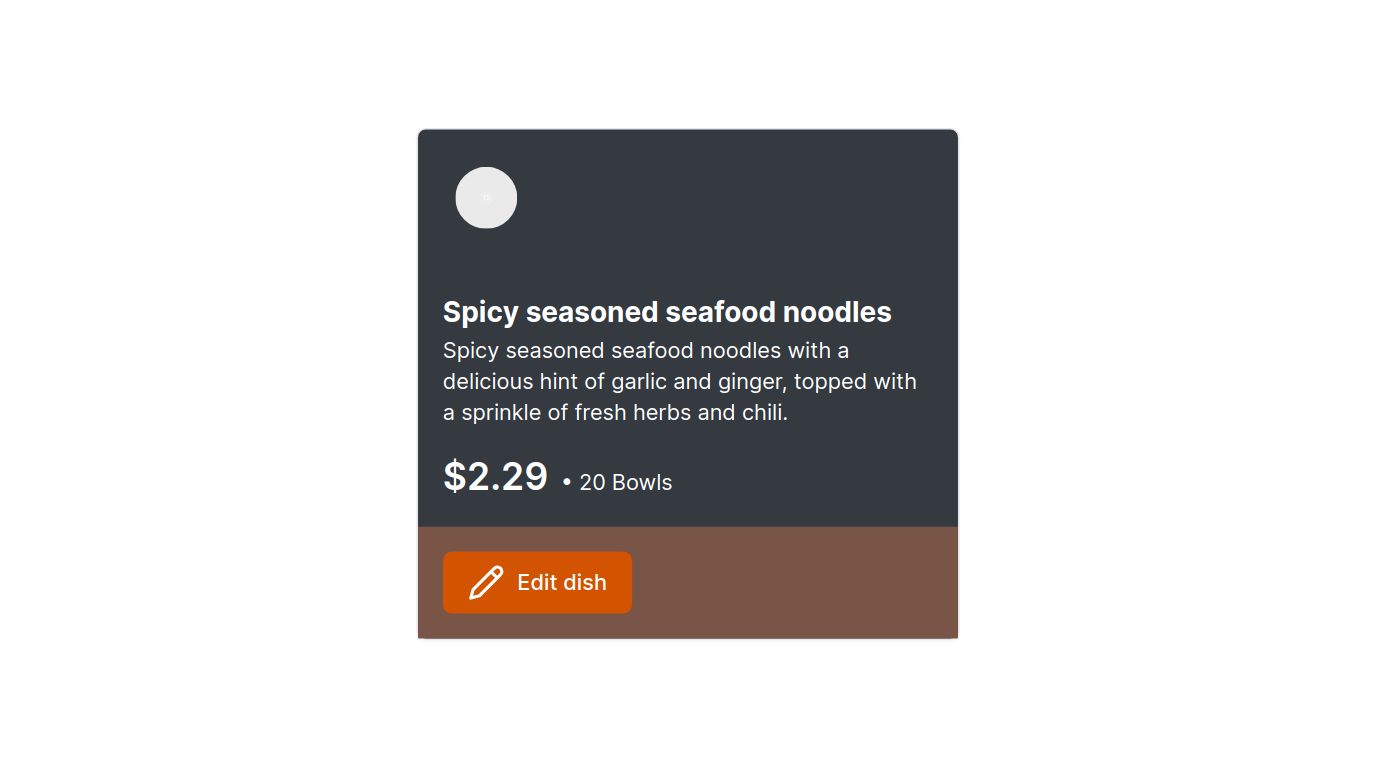 Spicy seasoned seafood noodles
Spicy seasoned seafood noodles with a
delicious hint of garlic and ginger, topped with
a sprinkle of fresh herbs and chili.
$2.29 • 20 Bowls
Edit dish